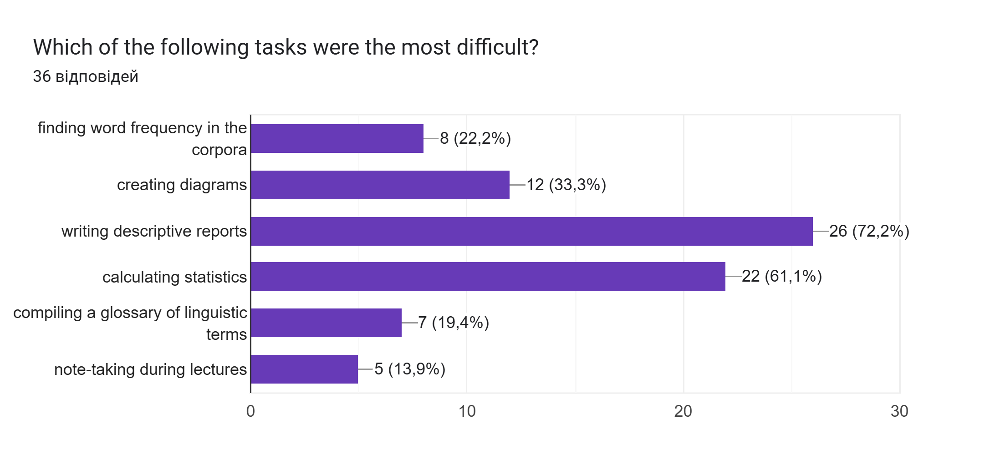 Which of the following tasks were the most difficult?
36 відповідей
finding word frequency in the
corpora
8 (22,2%)
creating diagrams
12 (33,3%)
writing descriptive reports
26 (72,2%)
calculating statistics
22 (61,1%)
compiling a glossary of linguistic
terms
7 (19,4%)
note-taking during lectures
5 (13,9%)
0
10
20
30